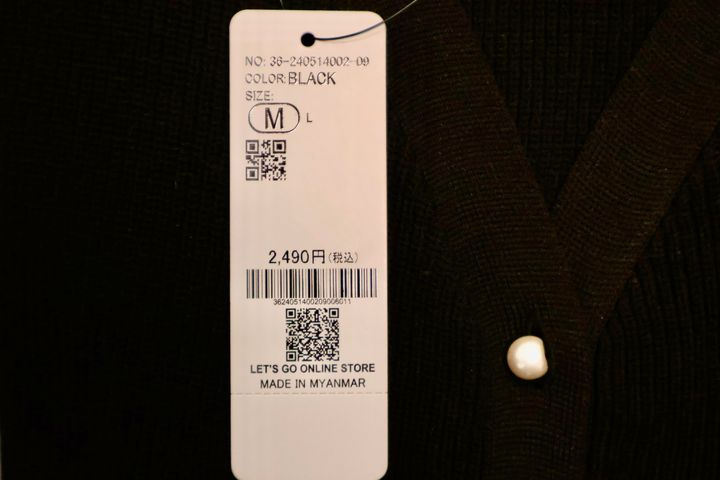 NO: 36-240514002-09
COLOR: BLACK
SIZE:
M L
2,490円(税込)
3624051400209006011
LET'S GO ONLINE STORE
MADE IN MYANMAR